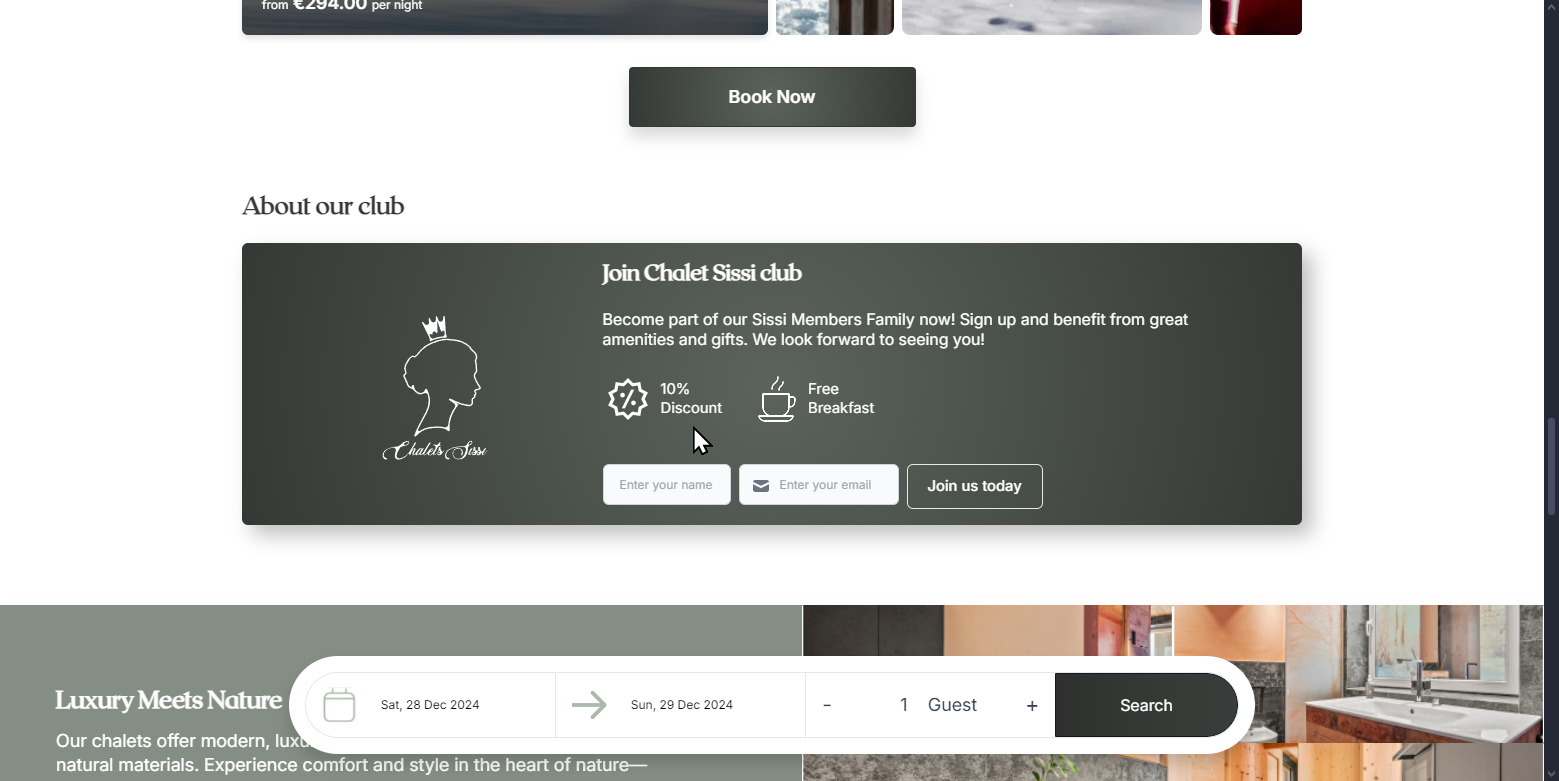 from €294.00 per night
Book Now
About our club
Join Chalet Sissi club
Become part of our Sissi Members Family now! Sign up and benefit from great
amenities and gifts. We look forward to seeing you!
10%
Discount
Free
Breakfast
Chalets Sissi
Enter your name
Enter your email
Join us today
Luxury Meets Nature
Sat, 28 Dec 2024
Sun, 29 Dec 2024
- 1 Guest +
Search
Our chalets offer modern,
natural materials. Experience comfort and style in the heart of nature—